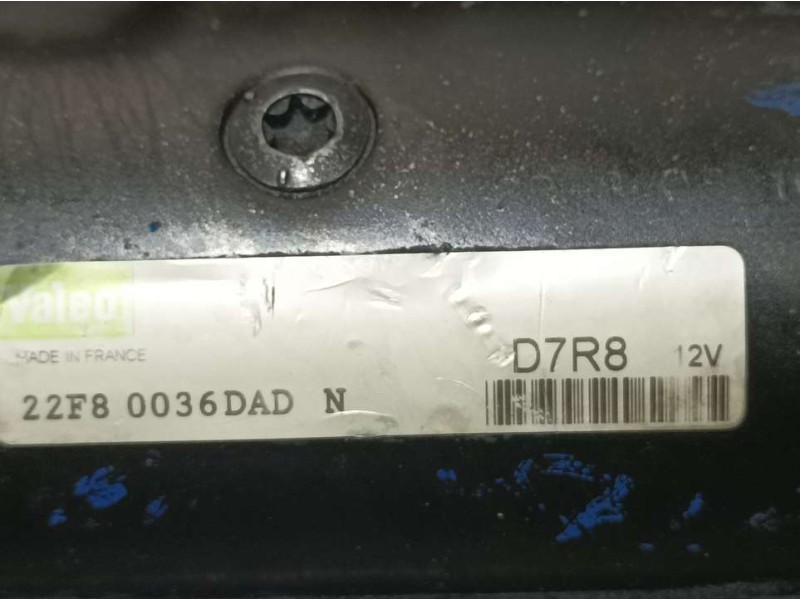 Valeo
MADE IN FRANCE
D7R8 12V
22F8 0036DAD N